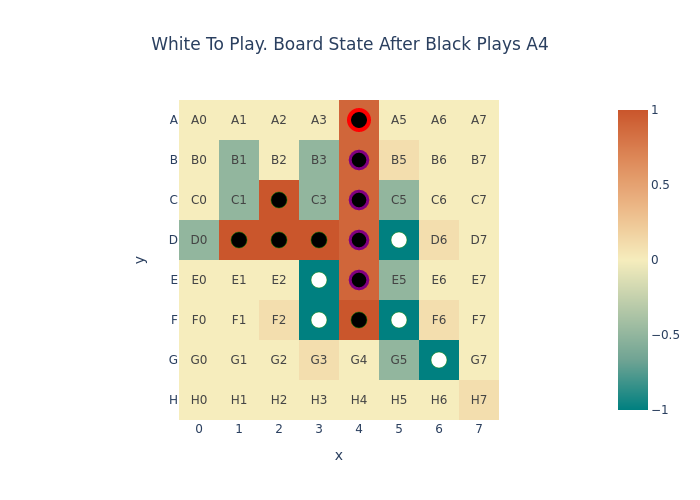 White To Play. Board State After Black Plays A4
A A0 A1 A2 A3 A5 A6 A7
B B0 B1 B2 B3 B5 B6 B7
C C0 C1 C3 C5 C6 C7
D D0 D6 D7
E E0 E1 E2 E5 E6 E7
F F0 F1 F2 F6 F7
G G0 G1 G2 G3 G4 G5 G7
H H0 H1 H2 H3 H4 H5 H6 H7
0 1 2 3 4 5 6 7
x
y
1
0.5
0
−0.5
−1